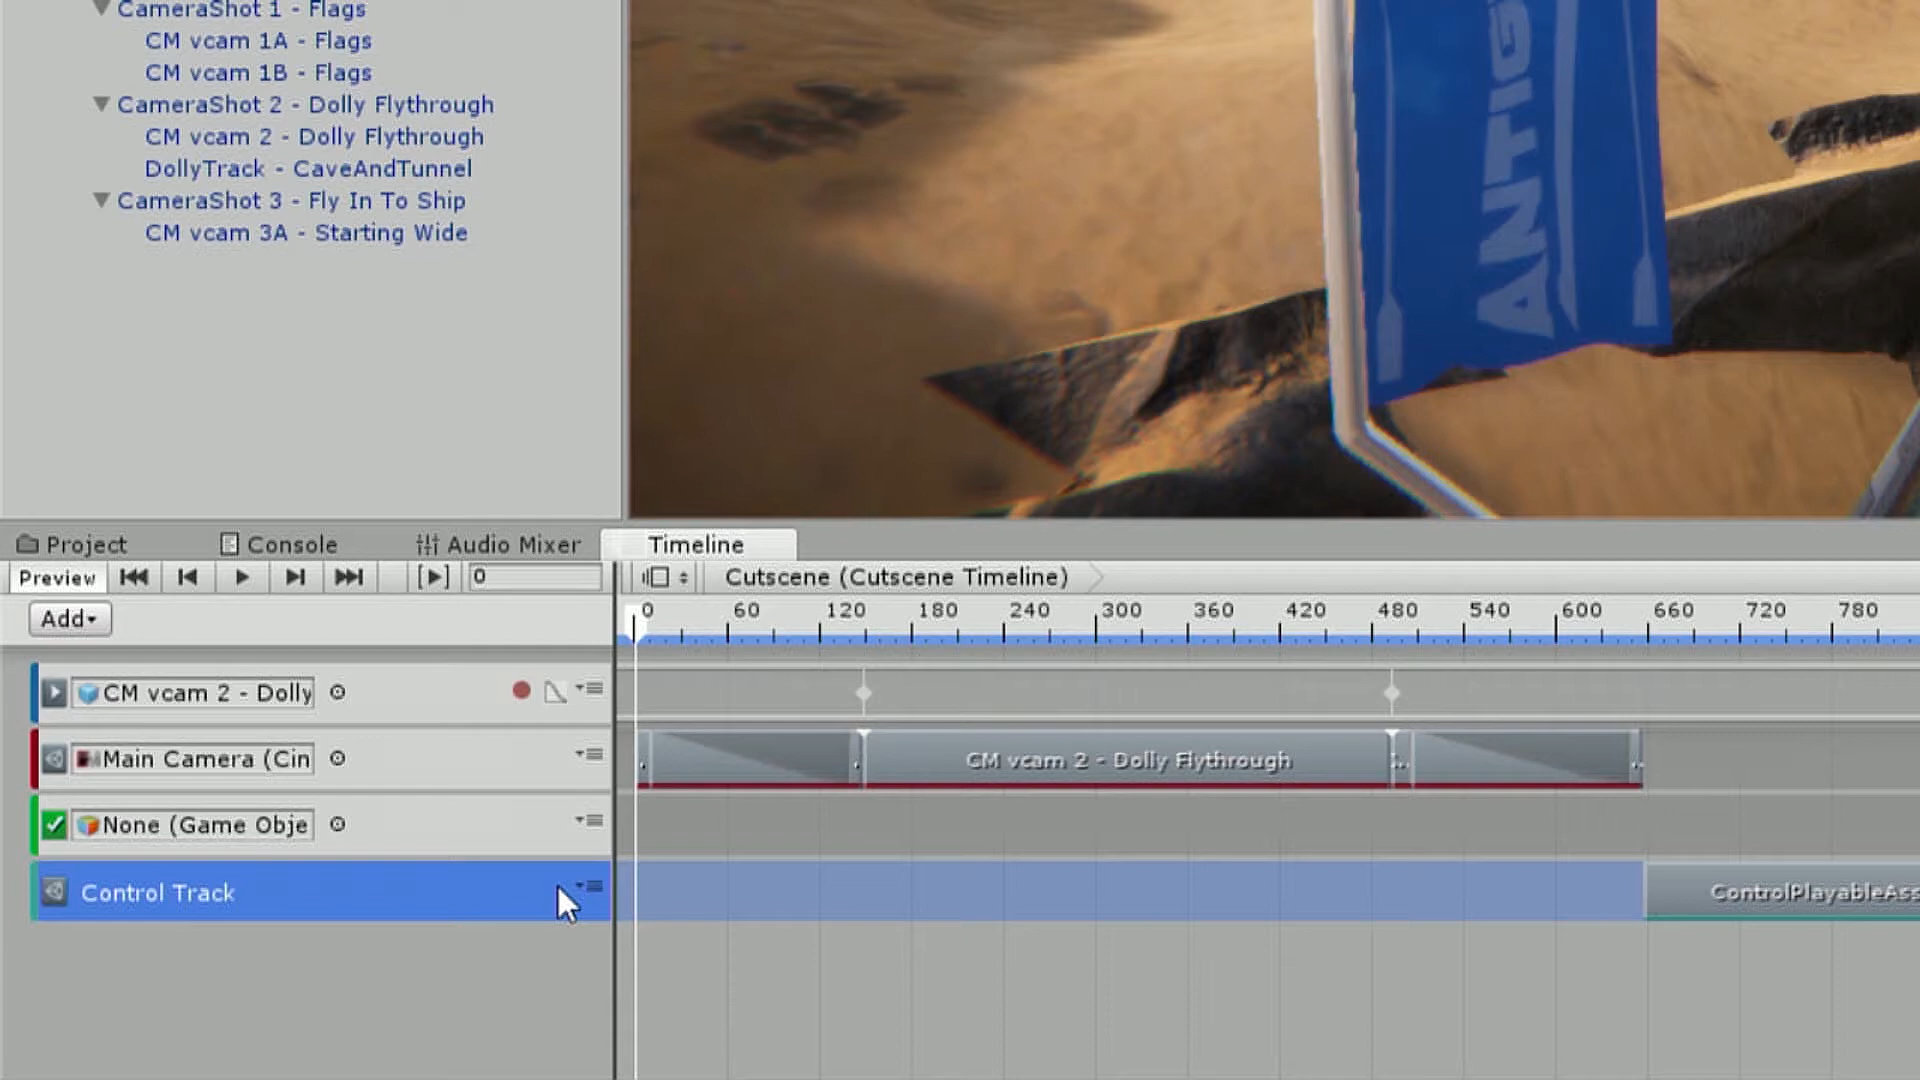 CameraShot 1 - Flags
CM vcam 1A - Flags
CM vcam 1B - Flags
CameraShot 2 - Dolly Flythrough
CM vcam 2 - Dolly Flythrough
DollyTrack - CaveAndTunnel
CameraShot 3 - Fly In To Ship
CM vcam 3A - Starting Wide
ANTIG
Project
Console
Audio Mixer
Timeline
Preview
0
Cutscene (Cutscene Timeline)
Add
0 60 120 180 240 300 360 420 480 540 600 660 720 780
CM vcam 2 - Dolly
Main Camera (Cin
CM vcam 2 - Dolly Flythrough
None (Game Obje
Control Track
ControlPlayableAss